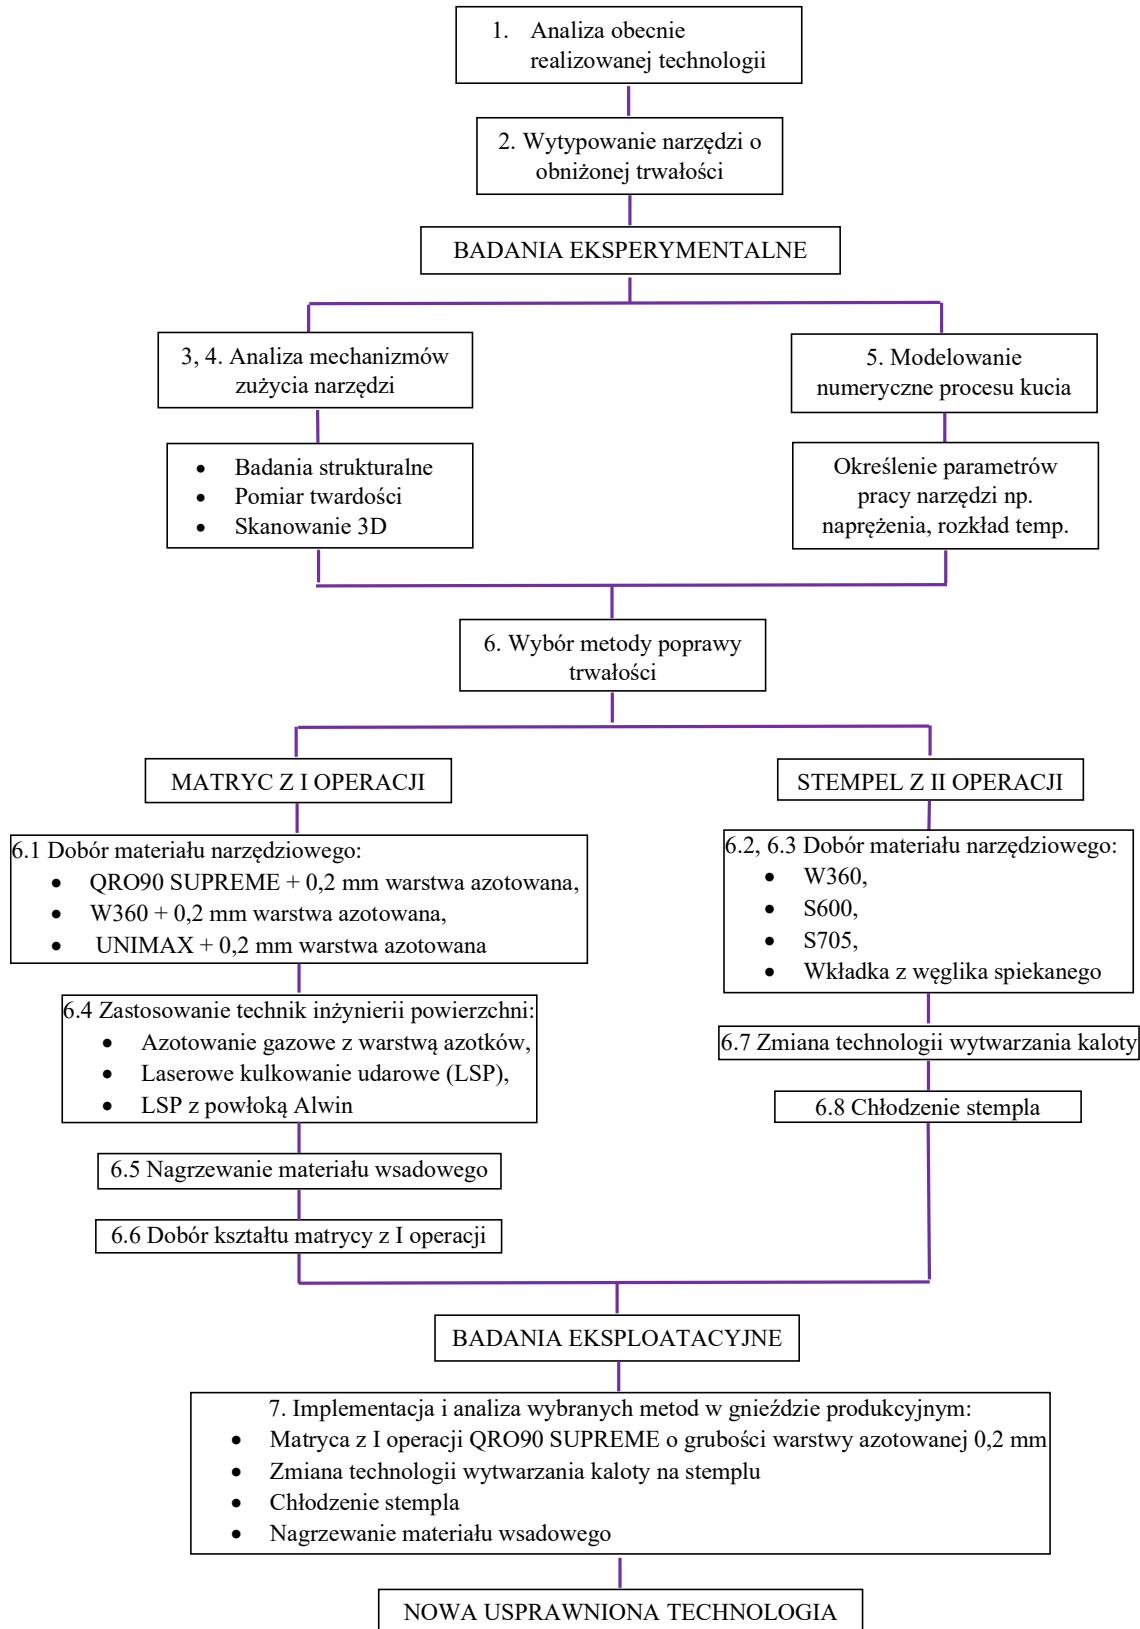 1. Analiza obecnie
realizowanej technologii
2. Wytypowanie narzędzi o
obniżonej trwałości
BADANIA EKSPERYMENTALNE
3, 4. Analiza mechanizmów
zużycia narzędzi
5. Modelowanie
numeryczne procesu kucia
• Badania strukturalne
• Pomiar twardości
• Skanowanie 3D
Określenie parametrów
pracy narzędzi np.
naprężenia, rozkład temp.
6. Wybór metody poprawy
trwałości
MATRYC Z I OPERACJI
6.1 Dobór materiału narzędziowego:
• QRO90 SUPREME + 0,2 mm warstwa azotowana,
• W360 + 0,2 mm warstwa azotowana,
• UNIMAX + 0,2 mm warstwa azotowana
6.4 Zastosowanie technik inżynierii powierzchni:
• Azotowanie gazowe z warstwą azotków,
• Laserowe kulkowanie udarowe (LSP),
• LSP z powłoką Alwin
6.5 Nagrzewanie materiału wsadowego
6.6 Dobór kształtu matrycy z I operacji
STEMPEL Z II OPERACJI
6.2, 6.3 Dobór materiału narzędziowego:
• W360,
• S600,
• S705,
• Wkładka z węglika spiekanego
6.7 Zmiana technologii wytwarzania kaloty
6.8 Chłodzenie stempla
BADANIA EKSPLOATACYJNE
7. Implementacja i analiza wybranych metod w gnieździe produkcyjnym:
• Matryca z I operacji QRO90 SUPREME o grubości warstwy azotowanej 0,2 mm
• Zmiana technologii wytwarzania kaloty na stemplu
• Chłodzenie stempla
• Nagrzewanie materiału wsadowego
NOWA USPRAWNIONA TECHNOLOGIA